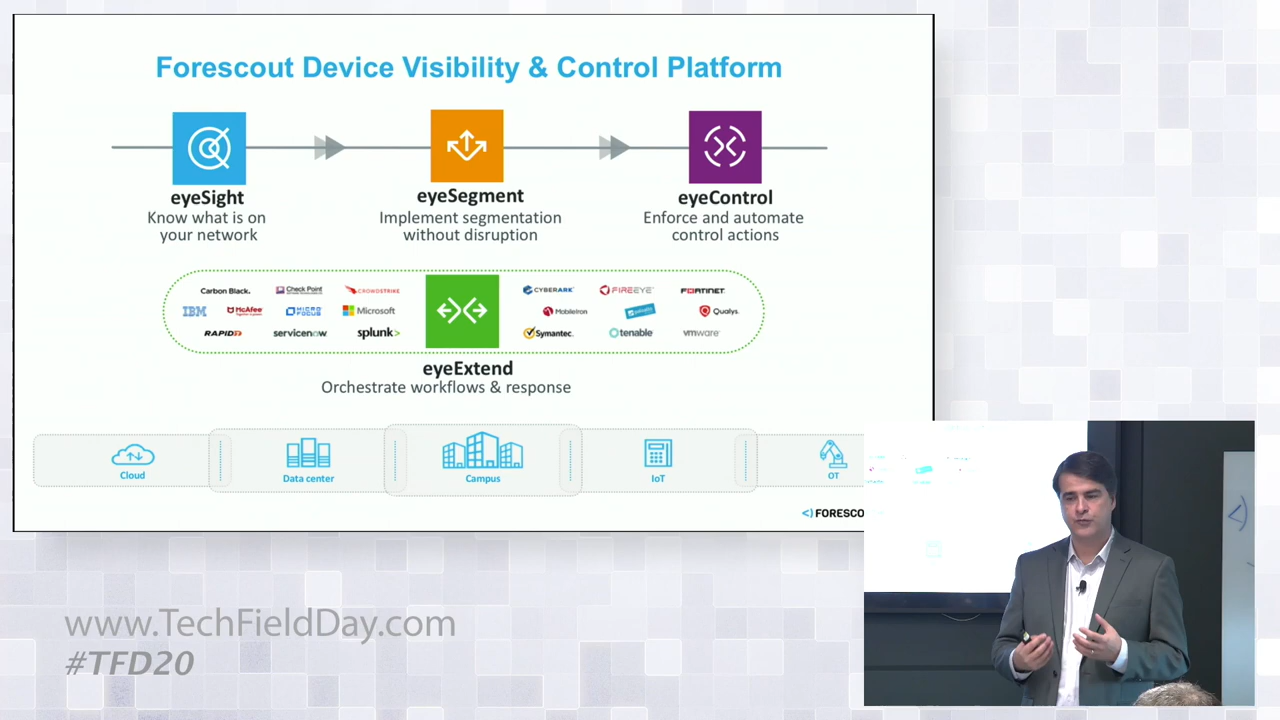 Forescout Device Visibility & Control Platform
eyeSight
Know what is on
your network
eyeSegment
Implement segmentation
without disruption
eyeControl
Enforce and automate
control actions
Carbon Black.
Check Point
CROWDSTRIKE
IBM
McAfee
MICRO
FOCUS
Microsoft
RAPID7
servicenow
splunk>
CYBERARK
FIREEYE
FORTINET
MobileIron
Qualys.
Symantec.
tenable
vmware
eyeExtend
Orchestrate workflows & response
Cloud
Data center
Campus
IoT
OT
<) FORESCO
www.TechFieldDay.com
#TFD20